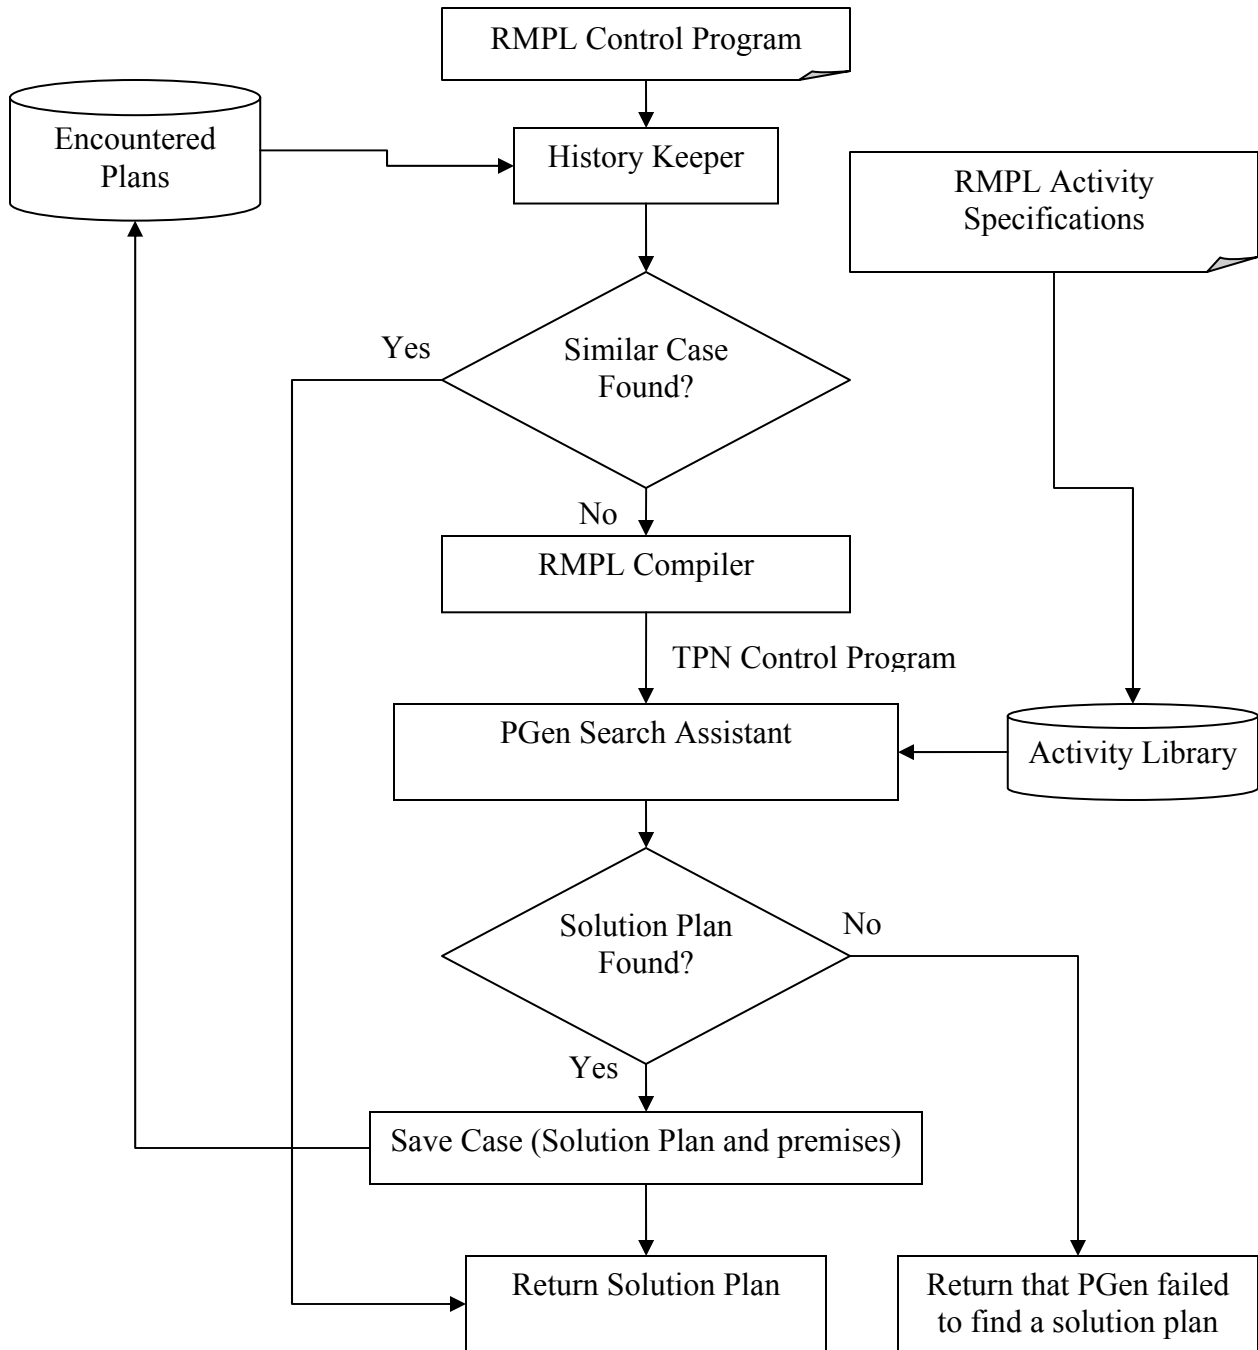 RMPL Control Program
Encountered
Plans
History Keeper
RMPL Activity
Specifications
Yes
Similar Case
Found?
No
RMPL Compiler
TPN Control Program
PGen Search Assistant
Activity Library
Solution Plan
Found?
No
Yes
Save Case (Solution Plan and premises)
Return Solution Plan
Return that PGen failed
to find a solution plan